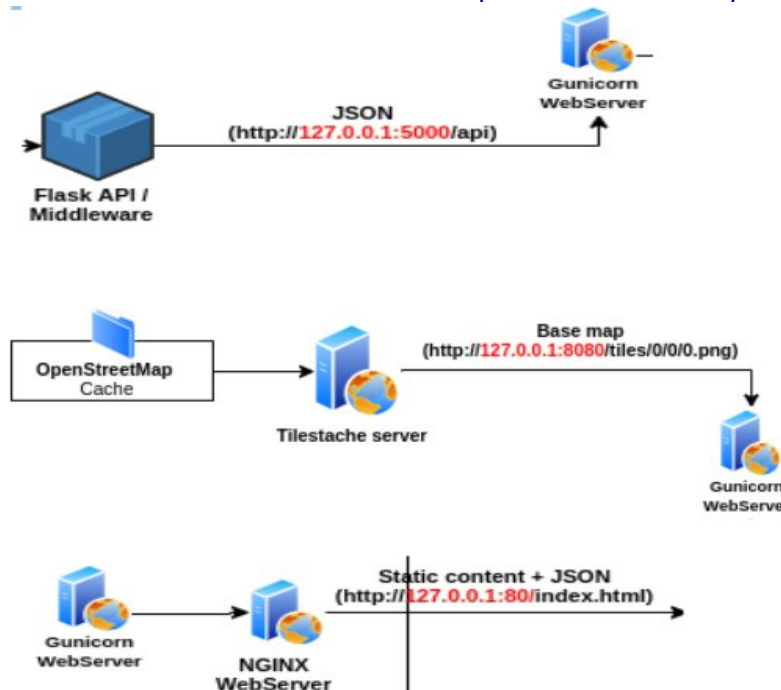 Gunicorn
WebServer
JSON
(http://127.0.0.1:5000/api)
Flask API /
Middleware
Base map
(http://127.0.0.1:8080/tiles/0/0/0.png)
OpenStreetMap
Cache
Tilestache server
Gunicorn
WebServe
Static content + JSON
(http://127.0.0.1:80/index.html)
Gunicorn
WebServer
NGINX
WebServer